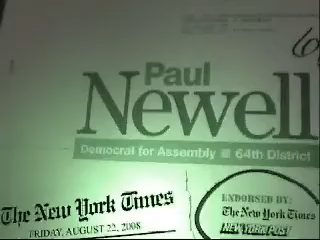 Paul
Newell
Democral for Assembly 64th District
The New York Times
FRIDAY, AUGUST 22, 2008
ENDORSED BY:
The New York Times
NEW YORK POST